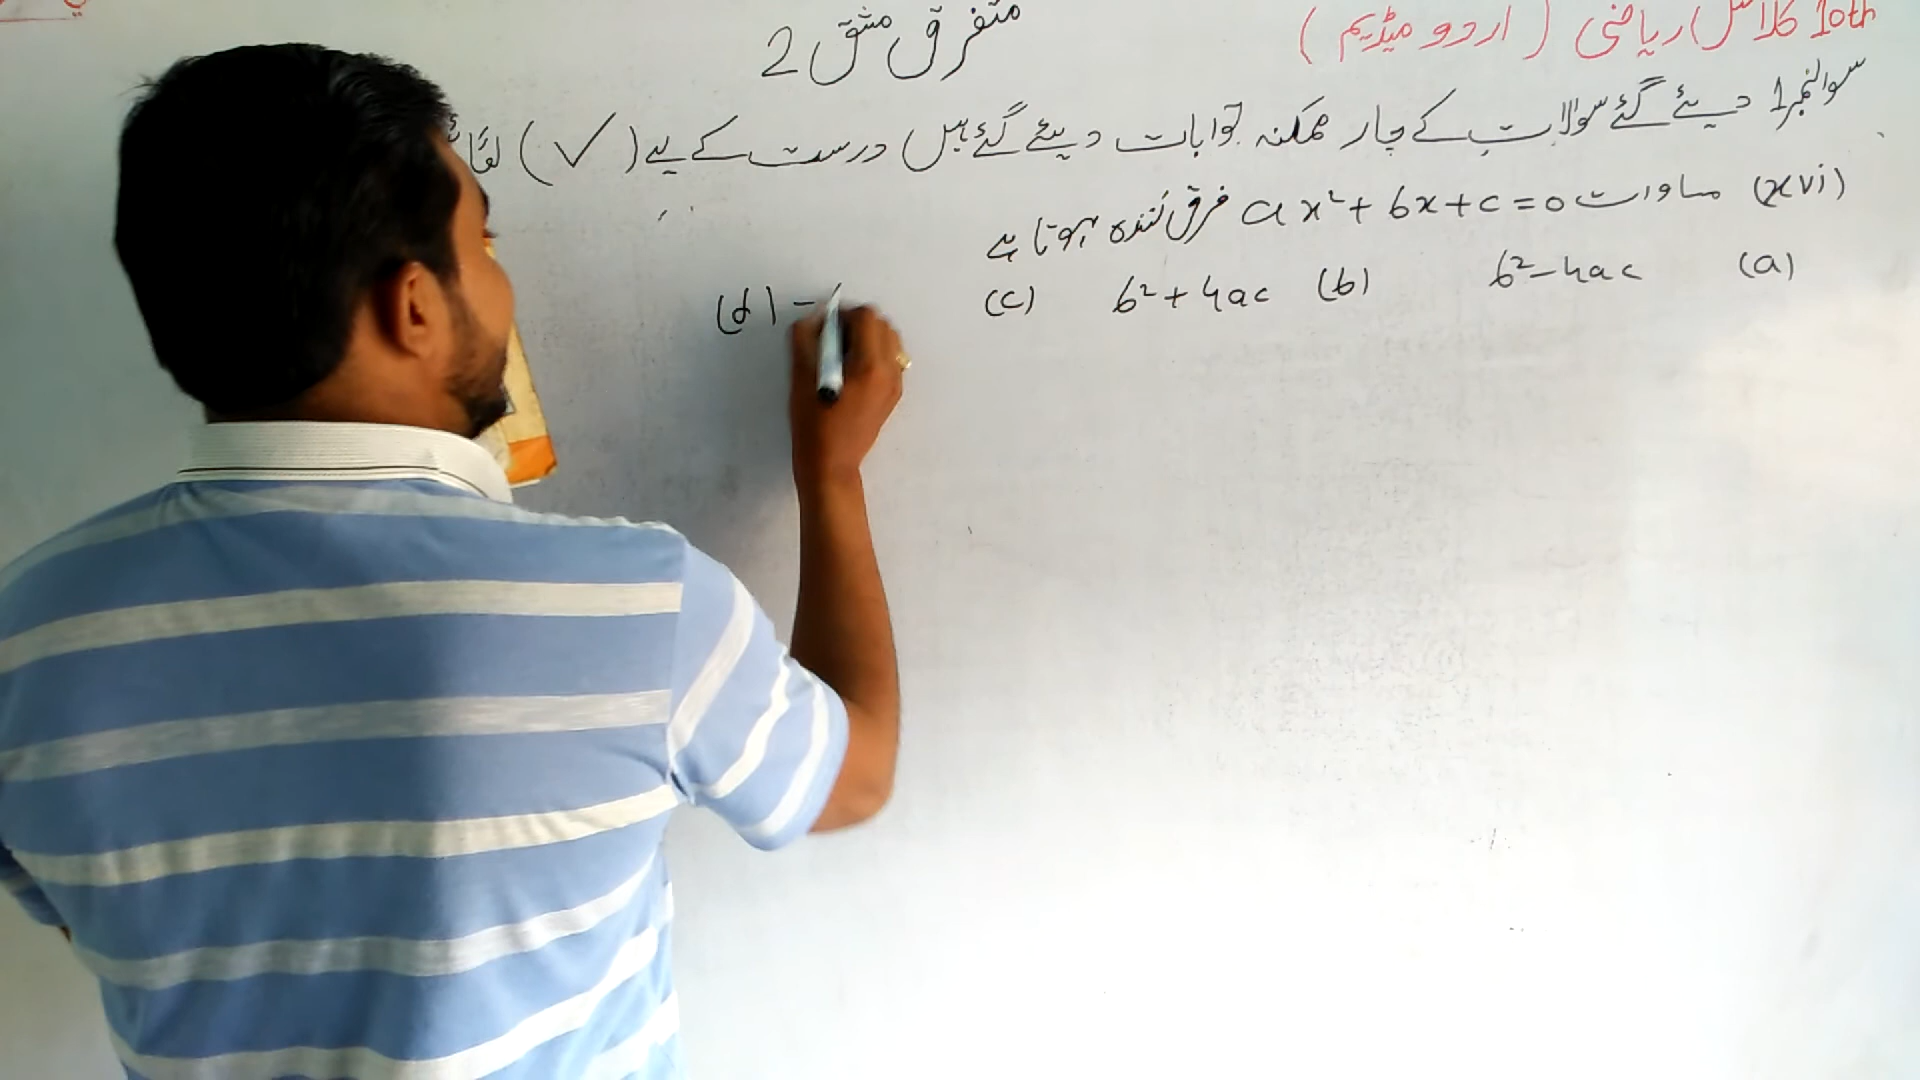 10th کلاس ریاضی (اردو میڈیم)
متفرق مشق 2
سوالنمبر1 دیئے گئے سوالات کے چار ممکنہ جوابات دیئے گئے ہیں درست کے لیے (✓)
(xvi) مساوات ax²+bx+c=0 فرق کنندہ ہوتا ہے
(a) b²-4ac (b) b²+4ac (c) (d) -